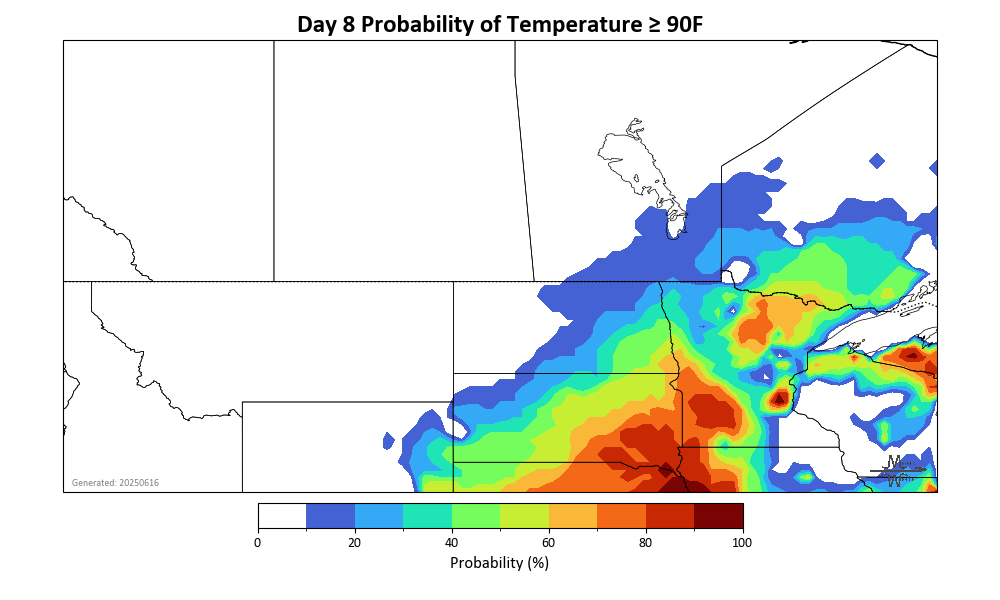 Day 8 Probability of Temperature ≥ 90F
Generated: 20250616
0 20 40 60 80 100
Probability (%)